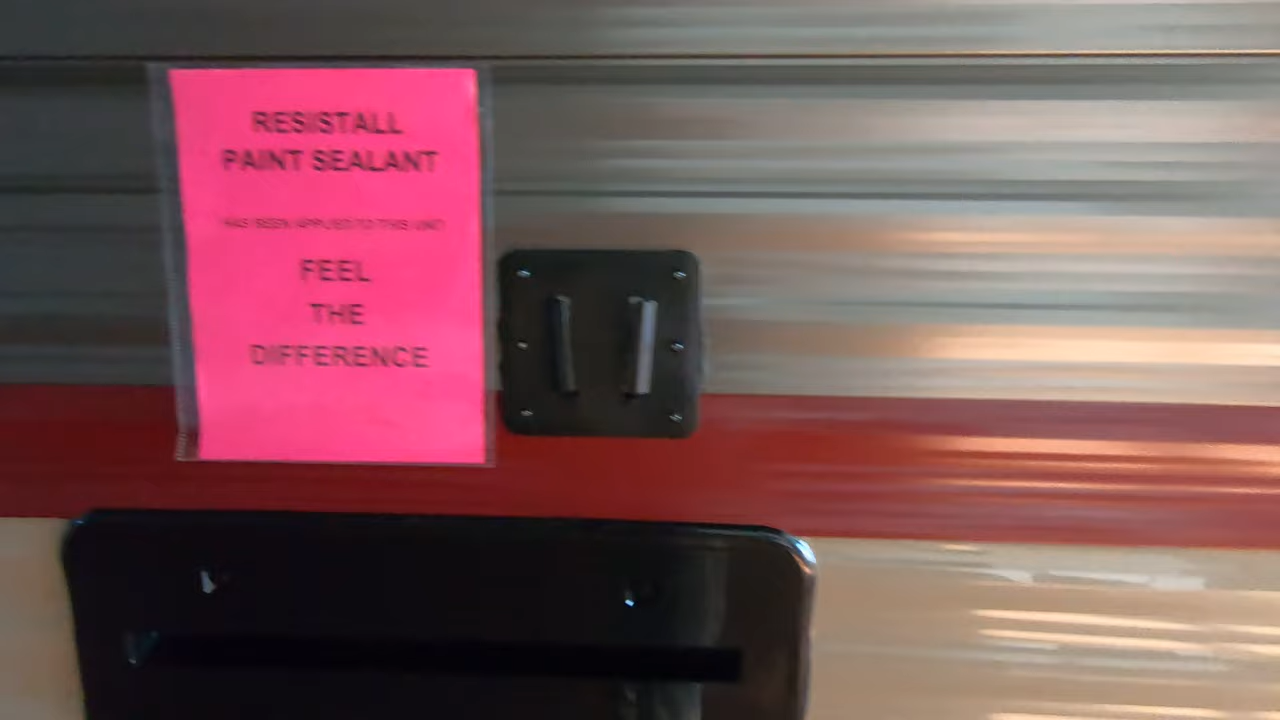 RESISTALL
PAINT SEALANT
HAS BEEN APPLIED TO THIS UNIT
FEEL
THE
DIFFERENCE